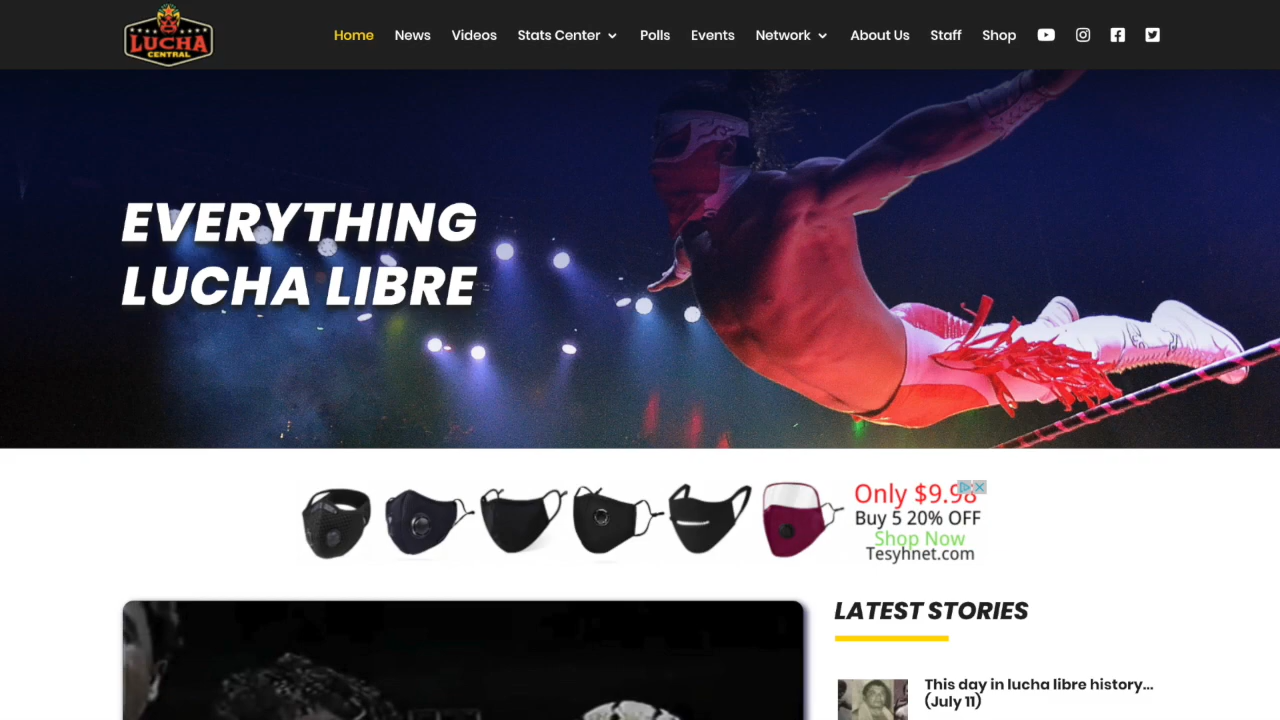 LUCHA
CENTRAL
Home
News
Videos
Stats Center
Polls
Events
Network
About Us
Staff
Shop
EVERYTHING
LUCHA LIBRE
Only $9.98
Buy 5 20% OFF
Shop Now
Tesyhnet.com
LATEST STORIES
This day in lucha libre history...
(July 11)